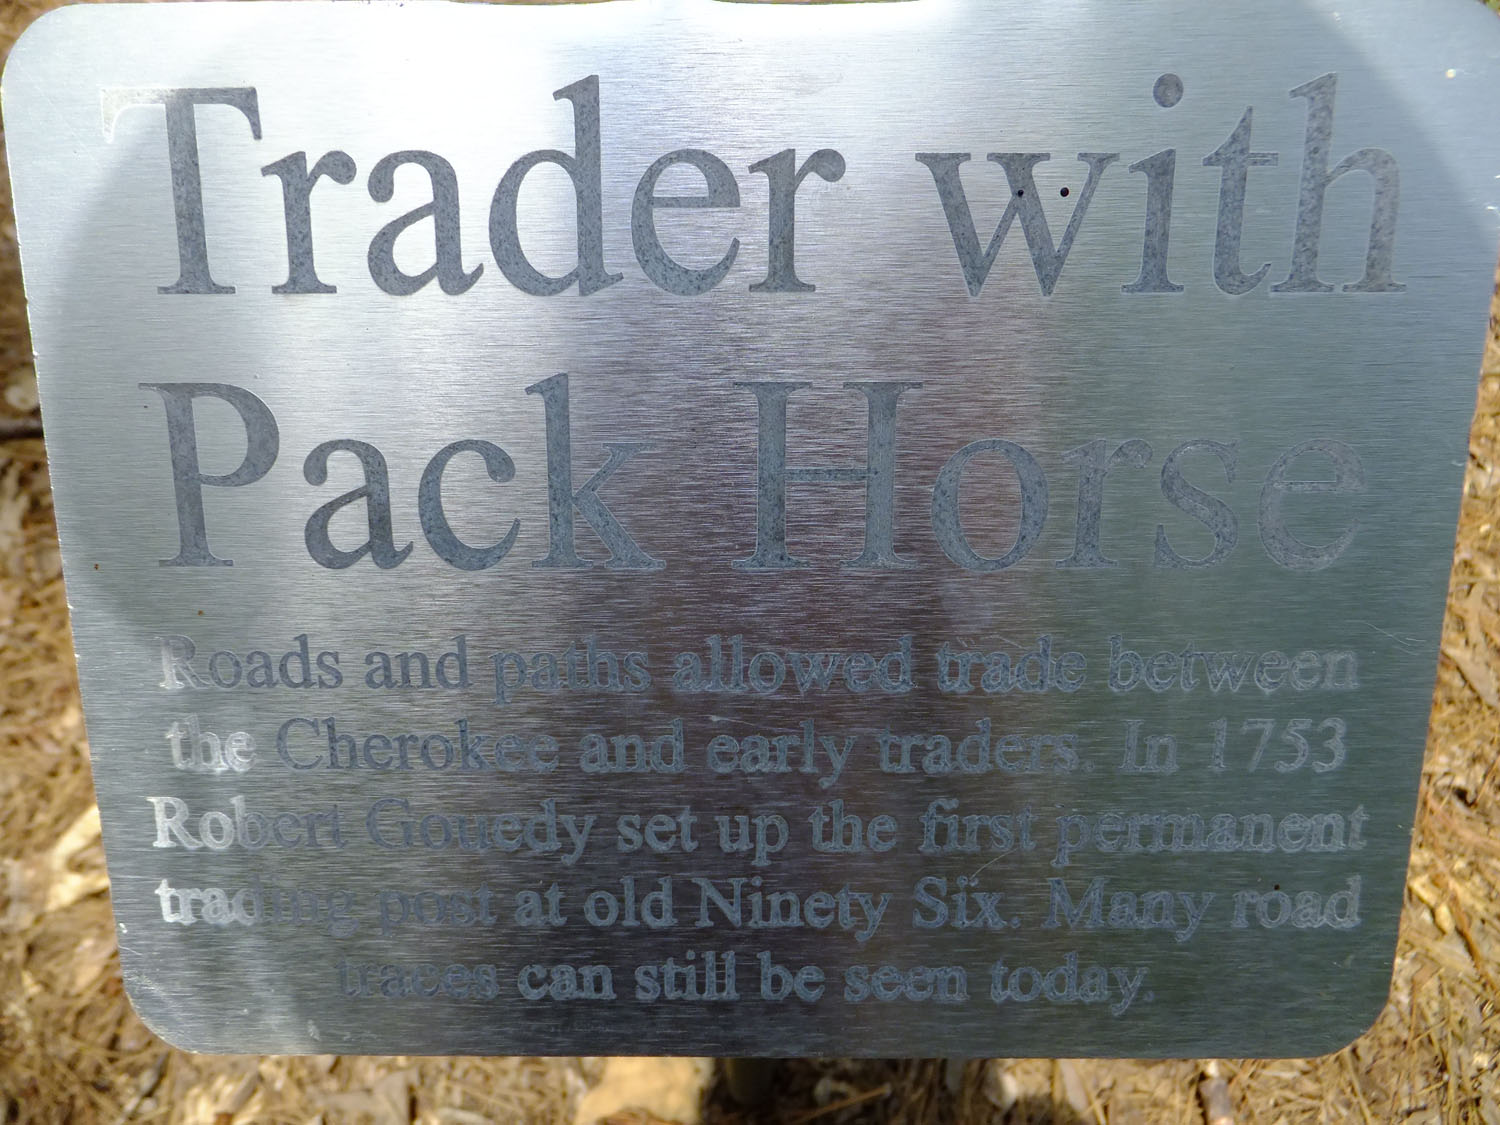 Trader with
Pack Horse
Roads and paths allowed trade between
the Cherokee and early traders. In 1753
Robert Gouedy set up the first permanent
trading post at old Ninety Six. Many road
traces can still be seen today.